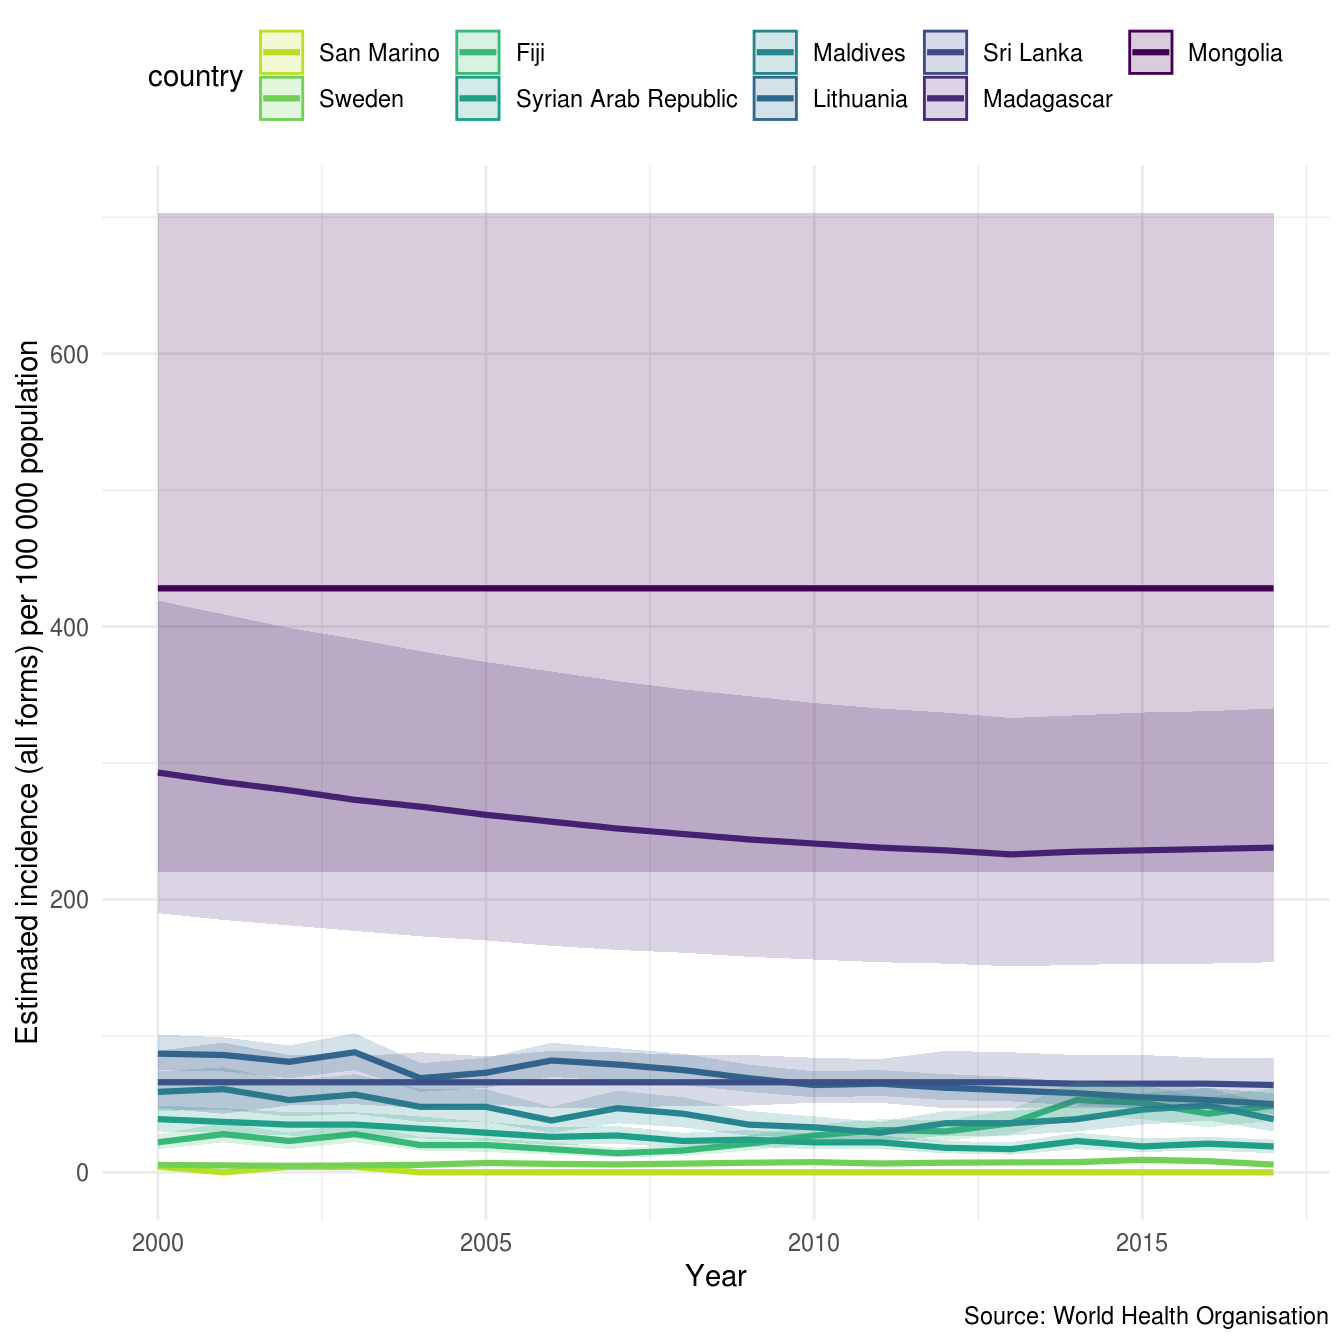 country
San Marino
Fiji
Maldives
Sri Lanka
Mongolia
Sweden
Syrian Arab Republic
Lithuania
Madagascar
Estimated incidence (all forms) per 100 000 population
600
400
200
0
2000
2005
2010
2015
Year
Source: World Health Organisation